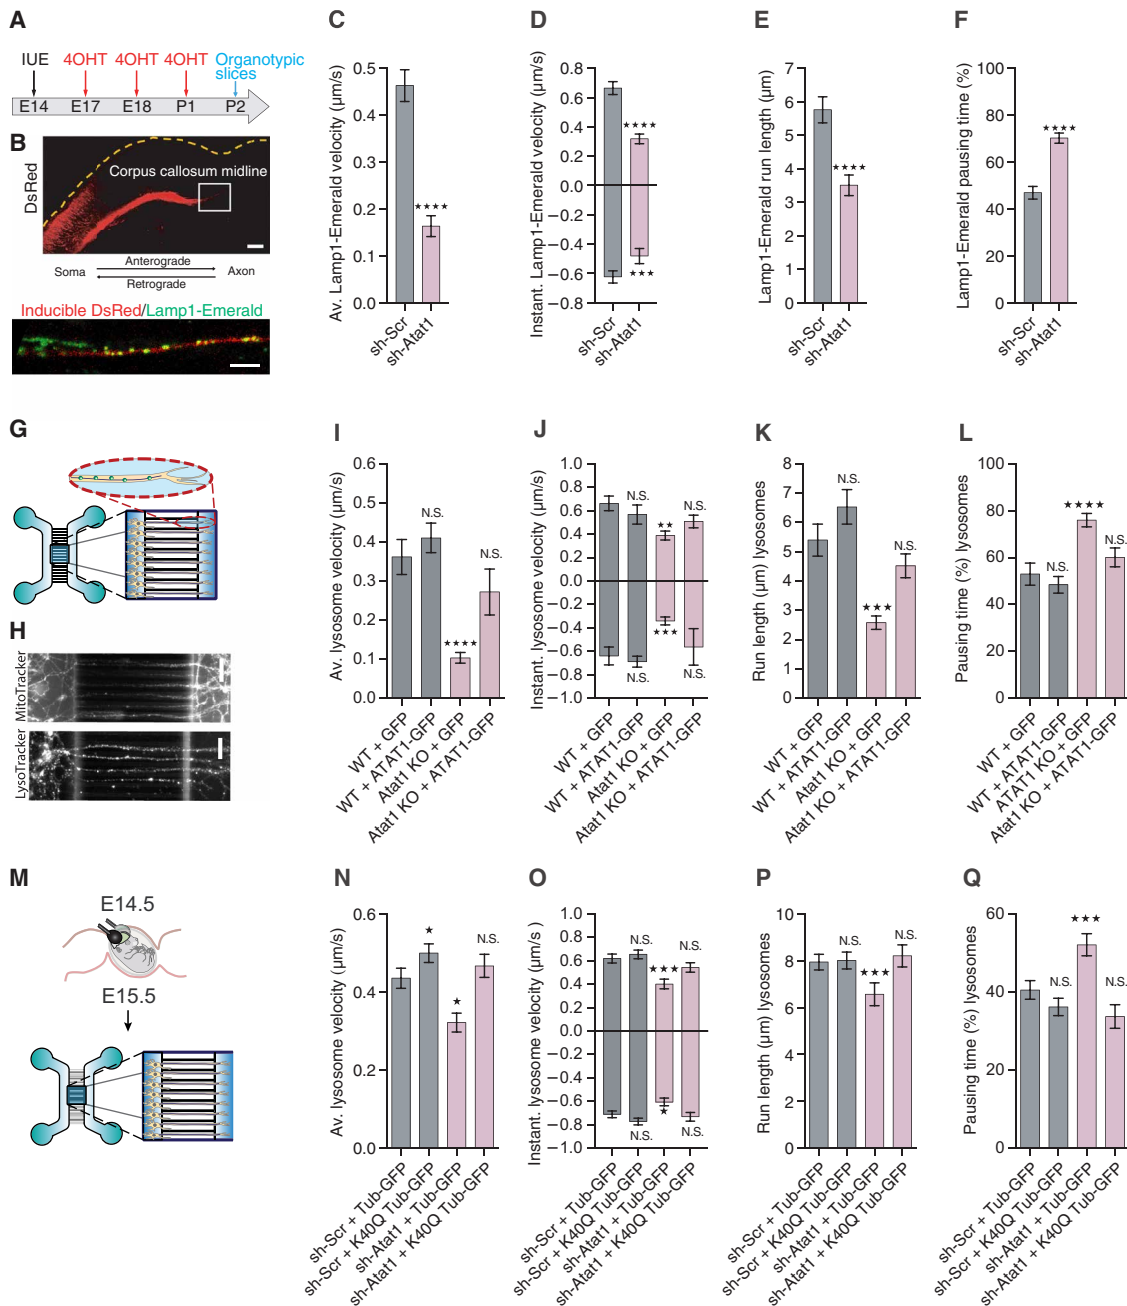 A
IUE 4OHT 4OHT 4OHT Organotypic slices
E14 E17 E18 P1 P2
B
DsRed
Corpus callosum midline
Anterograde
Soma Axon
Retrograde
Inducible DsRed/Lamp1-Emerald
C
Av. Lamp1-Emerald velocity (μm/s)
0.5
0.4
0.3
0.2
0.1
0.0
★★★★
sh-Scr
sh-Atat1
D
Instant. Lamp1-Emerald velocity (μm/s)
0.8
0.6
0.4
0.2
0.0
−0.2
−0.4
−0.6
−0.8
★★★★
★★★
sh-Scr
sh-Atat1
E
Lamp1-Emerald run length (μm)
7
6
5
4
3
2
1
0
★★★★
sh-Scr
sh-Atat1
F
Lamp1-Emerald pausing time (%)
100
80
60
40
20
0
★★★★
sh-Scr
sh-Atat1
G
H
MitoTracker
LysoTracker
I
Av. lysosome velocity (μm/s)
0.6
0.5
0.4
0.3
0.2
0.1
0.0
N.S.
★★★★
N.S.
WT + GFP
WT + ATAT1-GFP
Atat1 KO + GFP
Atat1 KO + ATAT1-GFP
J
Instant. lysosome velocity (μm/s)
1.0
0.8
0.6
0.4
0.2
0.0
−0.2
−0.4
−0.6
−0.8
−1.0
N.S.
★★
N.S.
N.S.
★★★
N.S.
WT + GFP
WT + ATAT1-GFP
Atat1 KO + GFP
Atat1 KO + ATAT1-GFP
K
Run length (μm) lysosomes
8
7
6
5
4
3
2
1
0
N.S.
★★★
N.S.
WT + GFP
WT + ATAT1-GFP
Atat1 KO + GFP
Atat1 KO + ATAT1-GFP
L
Pausing time (%) lysosomes
100
80
60
40
20
0
N.S.
★★★★
N.S.
WT + GFP
WT + ATAT1-GFP
ATAT1 KO + GFP
Atat1 KO + ATAT1-GFP
M
E14.5
E15.5
N
Av. lysosome velocity (μm/s)
0.6
0.4
0.2
0.0
★
★
N.S.
sh-Scr + Tub-GFP
sh-Scr + K40Q Tub-GFP
sh-Atat1 + Tub-GFP
sh-Atat1 + K40Q Tub-GFP
O
Instant. lysosome velocity (μm/s)
1.0
0.8
0.6
0.4
0.2
0.0
−0.2
−0.4
−0.6
−0.8
−1.0
N.S.
★★★
N.S.
N.S.
★
N.S.
sh-Scr + Tub-GFP
sh-Scr + K40Q Tub-GFP
sh-Atat1 + Tub-GFP
sh-Atat1 + K40Q Tub-GFP
P
Run length (μm) lysosomes
10
8
6
4
2
0
N.S.
★★★
N.S.
sh-Scr + Tub-GFP
sh-Scr + K40Q Tub-GFP
sh-Atat1 + Tub-GFP
sh-Atat1 + K40Q Tub-GFP
Q
Pausing time (%) lysosomes
60
40
20
0
N.S.
★★★
N.S.
sh-Scr + Tub-GFP
sh-Scr + K40Q Tub-GFP
sh-Atat1 + Tub-GFP
sh-Atat1 + K40Q Tub-GFP